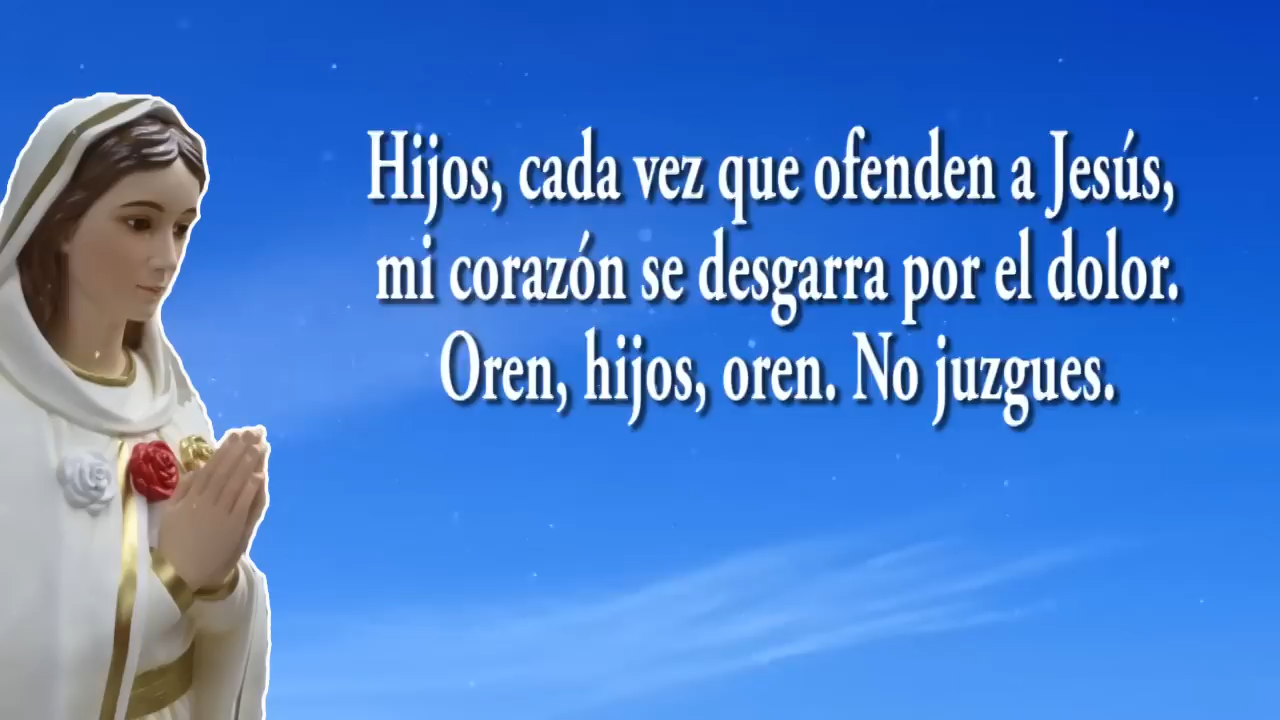 Hijos, cada vez que ofenden a Jesús,
mi corazón se desgarra por el dolor.
Oren, hijos, oren. No juzgues.